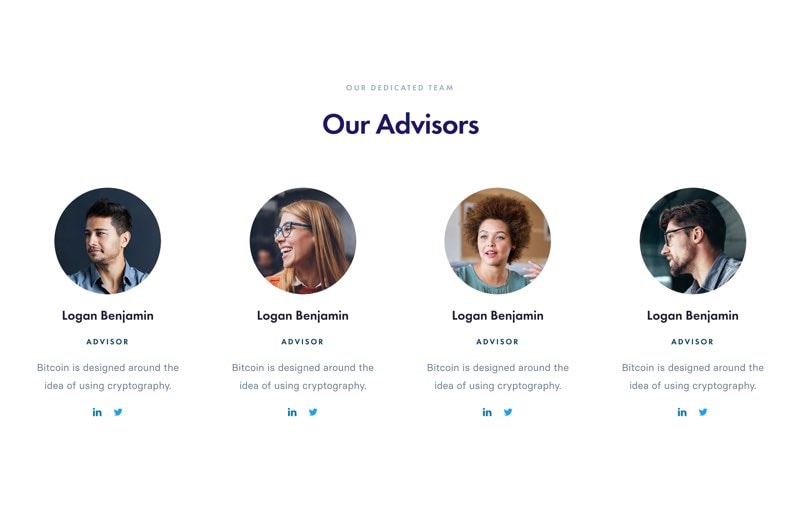 OUR DEDICATED TEAM
Our Advisors
Logan Benjamin
ADVISOR
Bitcoin is designed around the
idea of using cryptography.
in
Logan Benjamin
ADVISOR
Bitcoin is designed around the
idea of using cryptography.
in
Logan Benjamin
ADVISOR
Bitcoin is designed around the
idea of using cryptography.
in
Logan Benjamin
ADVISOR
Bitcoin is designed around the
idea of using cryptography.
in